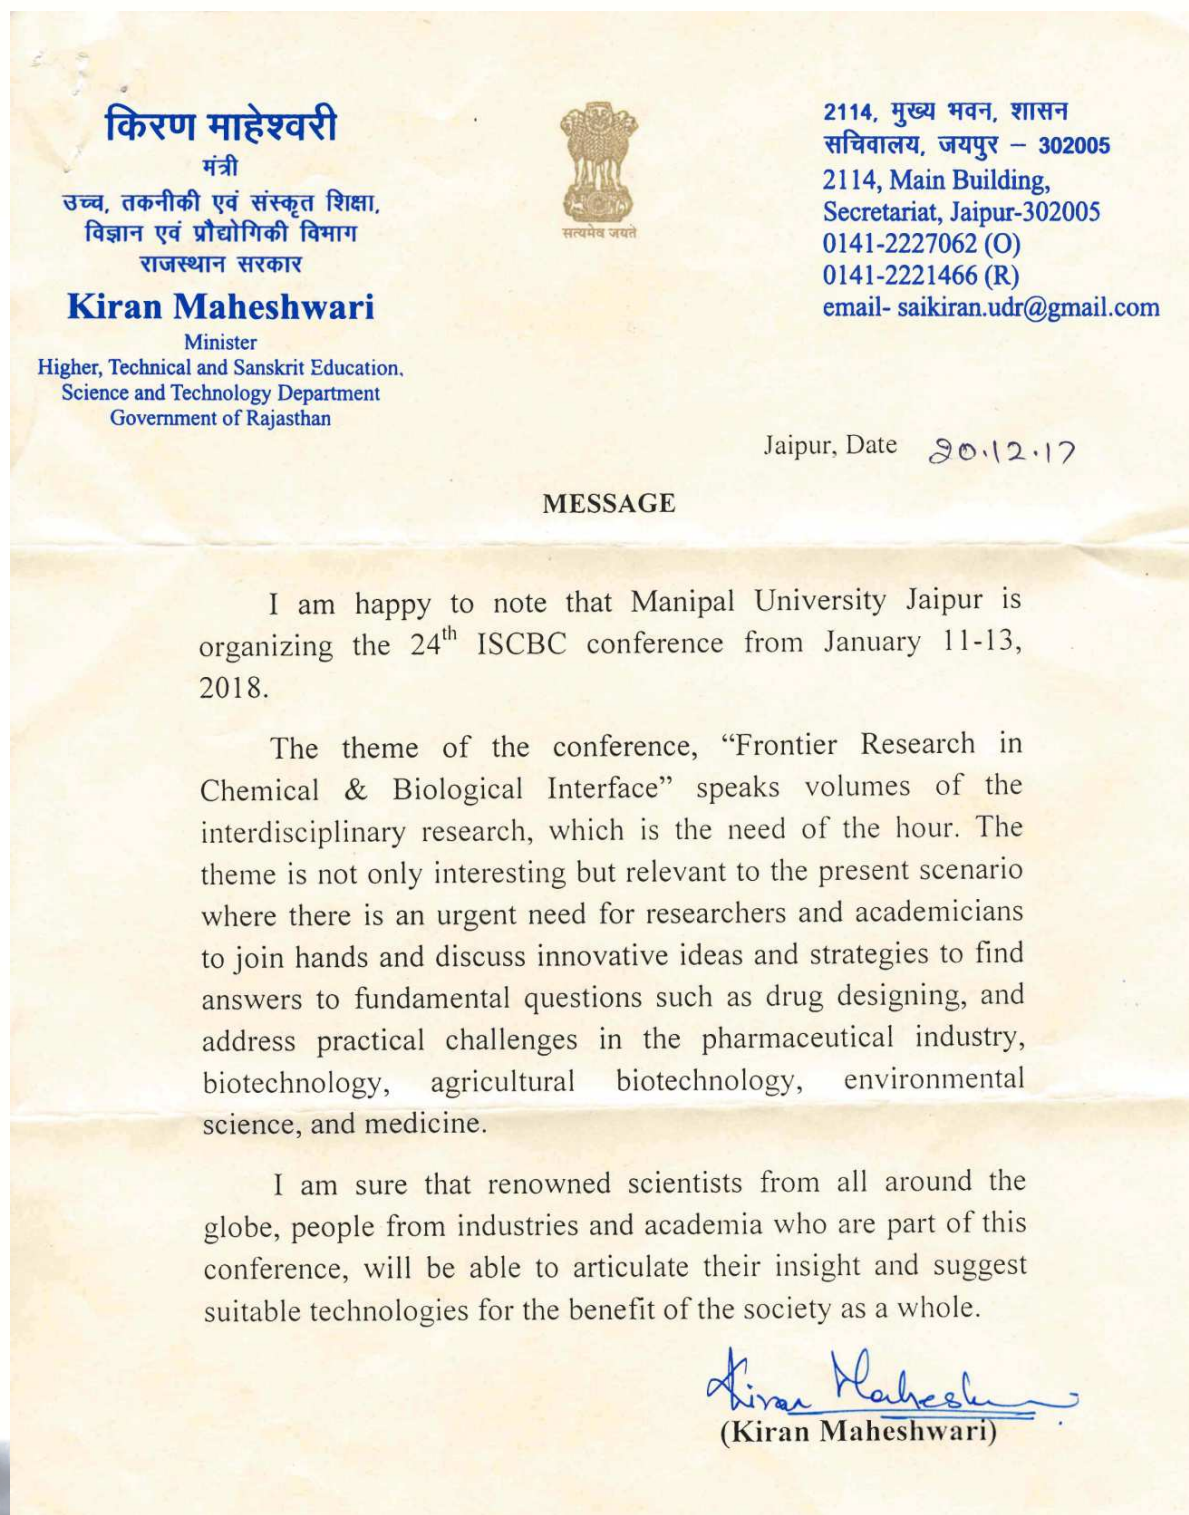 किरण माहेश्वरी
मंत्री
उच्च, तकनीकी एवं संस्कृत शिक्षा,
विज्ञान एवं प्रौद्योगिकी विभाग
राजस्थान सरकार
Kiran Maheshwari
Minister
Higher, Technical and Sanskrit Education,
Science and Technology Department
Government of Rajasthan
सत्यमेव जयते
2114, मुख्य भवन, शासन
सचिवालय, जयपुर – 302005
2114, Main Building,
Secretariat, Jaipur-302005
0141-2227062 (O)
0141-2221466 (R)
email- saikiran.udr@gmail.com
Jaipur, Date 20.12.17
MESSAGE
I am happy to note that Manipal University Jaipur is
organizing the 24th ISCBC conference from January 11-13,
2018.
The theme of the conference, “Frontier Research in
Chemical & Biological Interface” speaks volumes of the
interdisciplinary research, which is the need of the hour. The
theme is not only interesting but relevant to the present scenario
where there is an urgent need for researchers and academicians
to join hands and discuss innovative ideas and strategies to find
answers to fundamental questions such as drug designing, and
address practical challenges in the pharmaceutical industry,
biotechnology, agricultural biotechnology, environmental
science, and medicine.
I am sure that renowned scientists from all around the
globe, people from industries and academia who are part of this
conference, will be able to articulate their insight and suggest
suitable technologies for the benefit of the society as a whole.
Kiran Maheshwari
(Kiran Maheshwari)